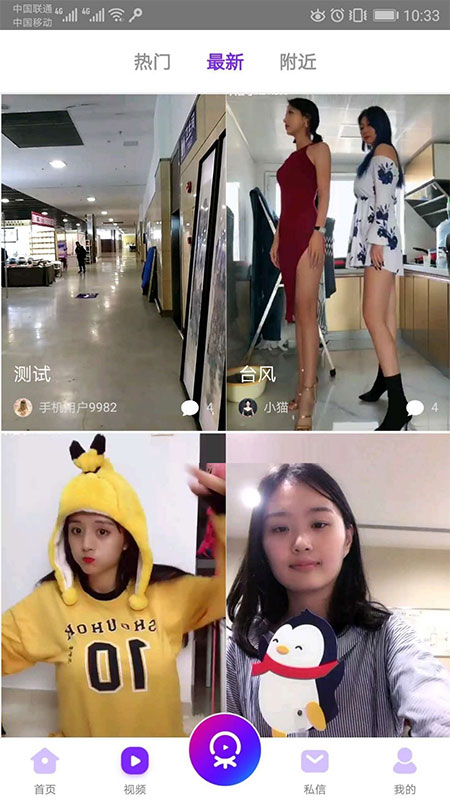 中国联通
中国移动
4G 4G 10:33
热门 最新 附近
测试
手机用户9982 4
台风
小猫 4
SHOUHOK
10
首页 视频 私信 我的